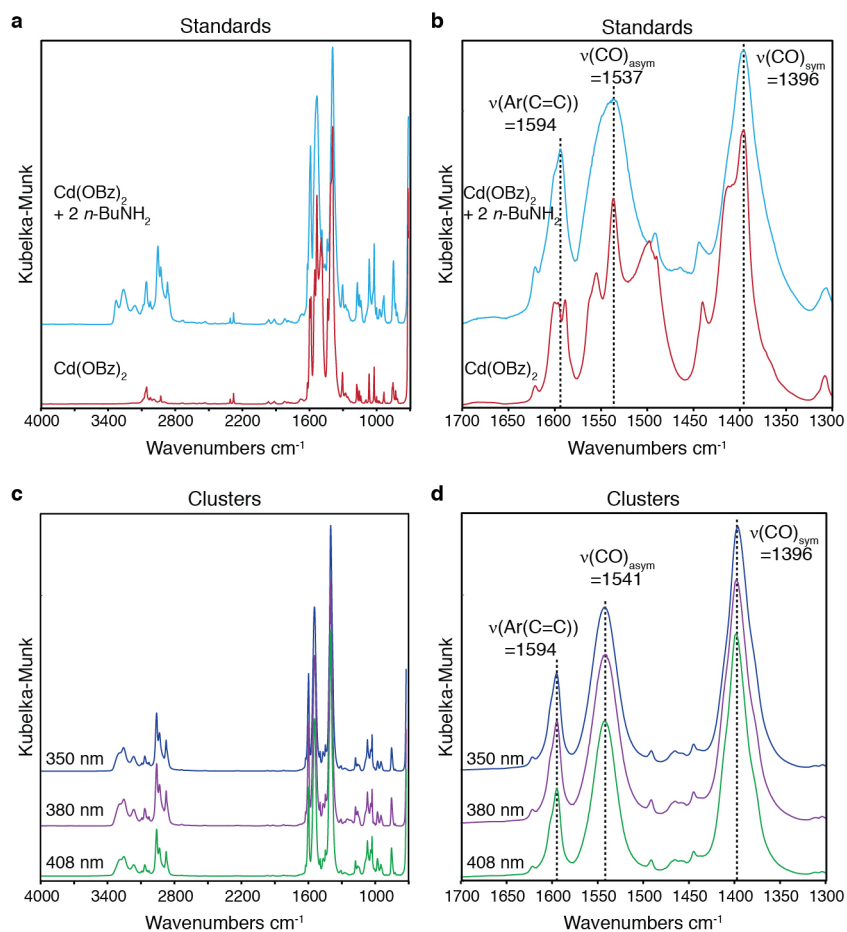 a
Standards
Kubelka-Munk
Cd(OBz)2
+ 2 n-BuNH2
Cd(OBz)2
4000 3400 2800 2200 1600 1000
Wavenumbers cm-1
b
Standards
Kubelka-Munk
ν(CO)asym
=1537
ν(CO)sym
=1396
ν(Ar(C=C))
=1594
Cd(OBz)2
+ 2 n-BuNH2
Cd(OBz)2
1700 1650 1600 1550 1500 1450 1400 1350 1300
Wavenumbers cm-1
c
Clusters
Kubelka-Munk
350 nm
380 nm
408 nm
4000 3400 2800 2200 1600 1000
Wavenumbers cm-1
d
Clusters
Kubelka-Munk
ν(CO)sym
=1396
ν(CO)asym
=1541
ν(Ar(C=C))
=1594
350 nm
380 nm
408 nm
1700 1650 1600 1550 1500 1450 1400 1350 1300
Wavenumbers cm-1